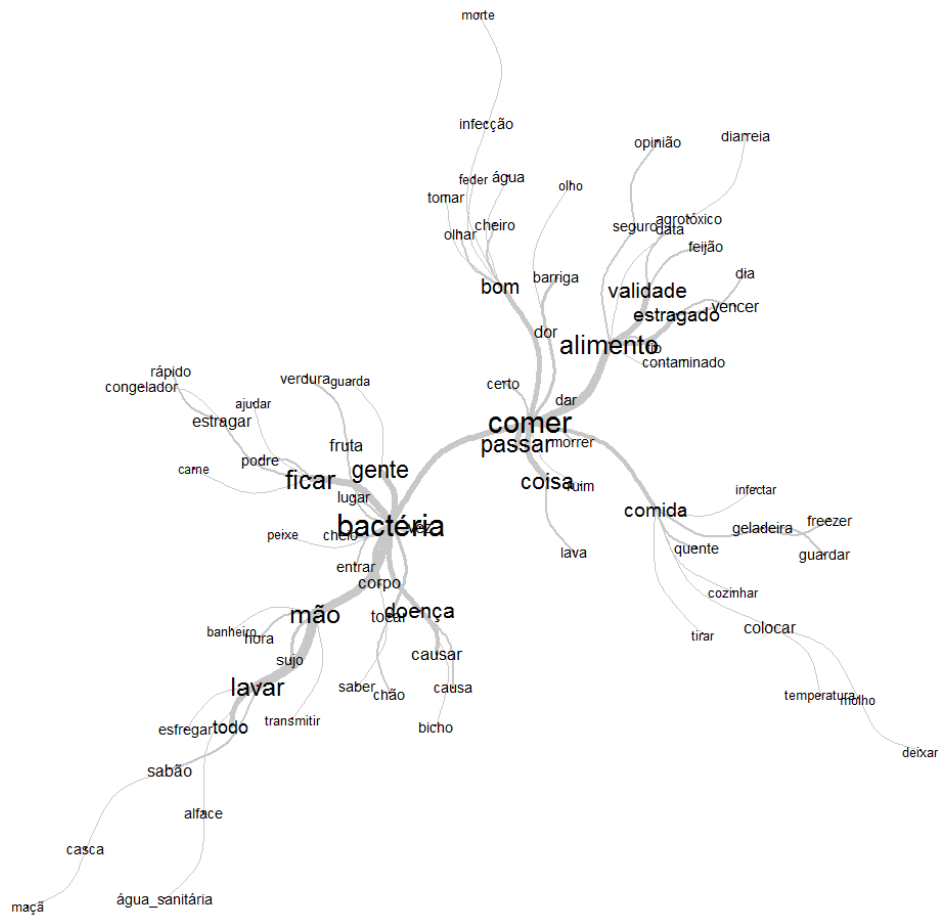 morte
infecção
opinião
diarreia
feder
água
olho
tomar
agrotóxico
cheiro
seguro
data
olhar
feijão
barriga
dia
bom
validade
vencer
estragado
dor
alimento
contaminado
rápido
verdura
guarda
certo
congelador
dar
ajudar
estragar
comer
passar
morrer
fruta
podre
gente
carne
ficar
coisa
ruim
infectar
lugar
comida
bactéria
vez
geladeira
freezer
peixe
cheio
quente
guardar
lava
entrar
corpo
cozinhar
mão
tocar
doença
banheiro
hora
tirar
colocar
sujo
causar
lavar
saber
chão
causa
temperatura
molho
esfregar
todo
transmitir
bicho
deixar
sabão
alface
casca
água_sanitária
maçã